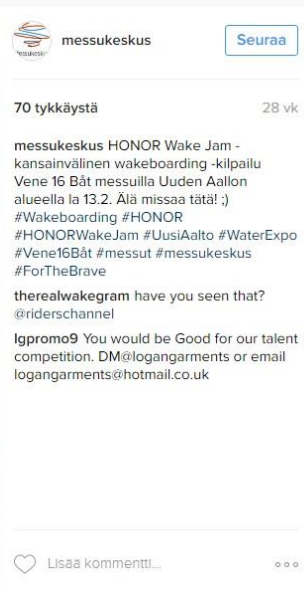 messukeskus
Seuraa
70 tykkäystä
28 vk
messukeskus HONOR Wake Jam -
kansainvälinen wakeboarding -kilpailu
Vene 16 Båt messuilla Uuden Aallon
alueella la 13.2. Älä missaa tätä! ;)
#Wakeboarding #HONOR
#HONORWakeJam #UusiAalto #WaterExpo
#Vene16Båt #messut #messukeskus
#ForTheBrave
therealwakegram have you seen that?
@riderschannel
lgpromo9 You would be Good for our talent
competition. DM@logangarments or email
logangarments@hotmail.co.uk
Lisää kommentti...